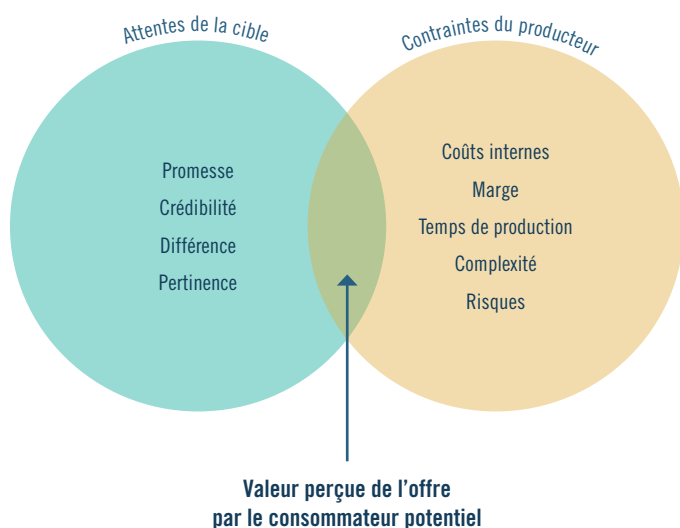 Attentes de la cible
Contraintes du producteur
Promesse
Crédibilité
Différence
Pertinence
Coûts internes
Marge
Temps de production
Complexité
Risques
Valeur perçue de l’offre
par le consommateur potentiel